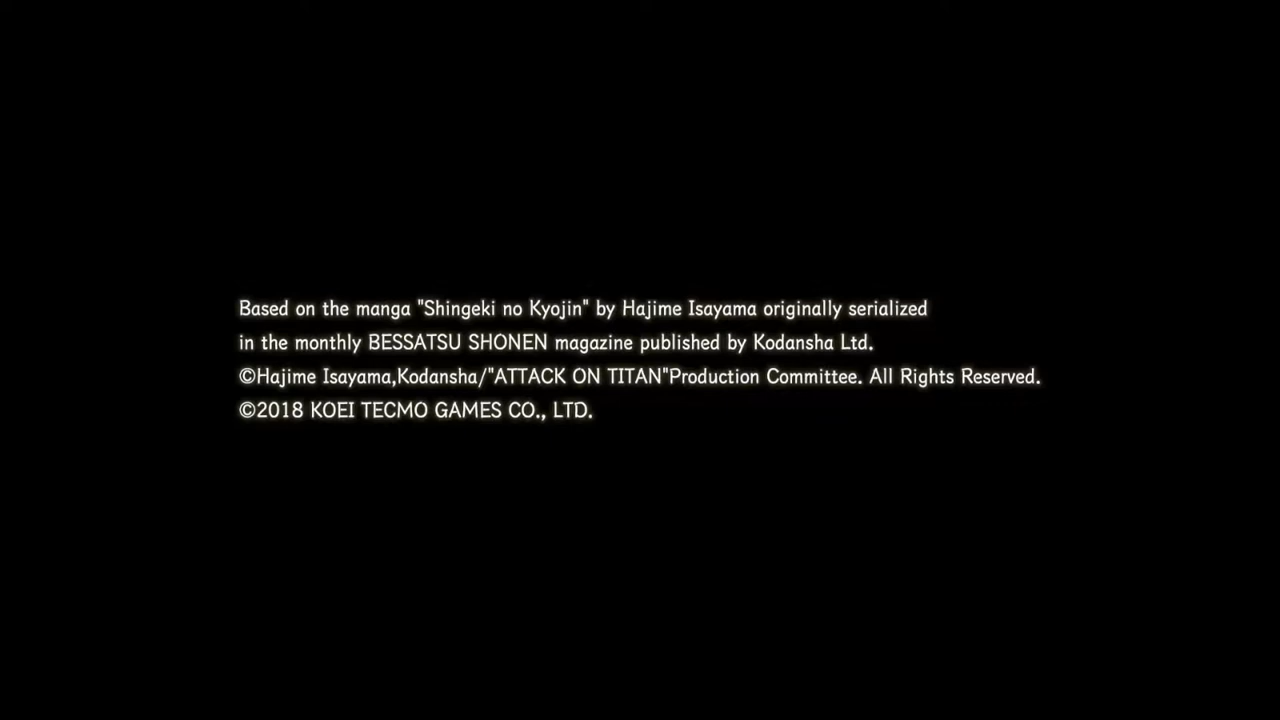 Based on the manga "Shingeki no Kyojin" by Hajime Isayama originally serialized
in the monthly BESSATSU SHONEN magazine published by Kodansha Ltd.
©Hajime Isayama,Kodansha/"ATTACK ON TITAN"Production Committee. All Rights Reserved.
©2018 KOEI TECMO GAMES CO., LTD.